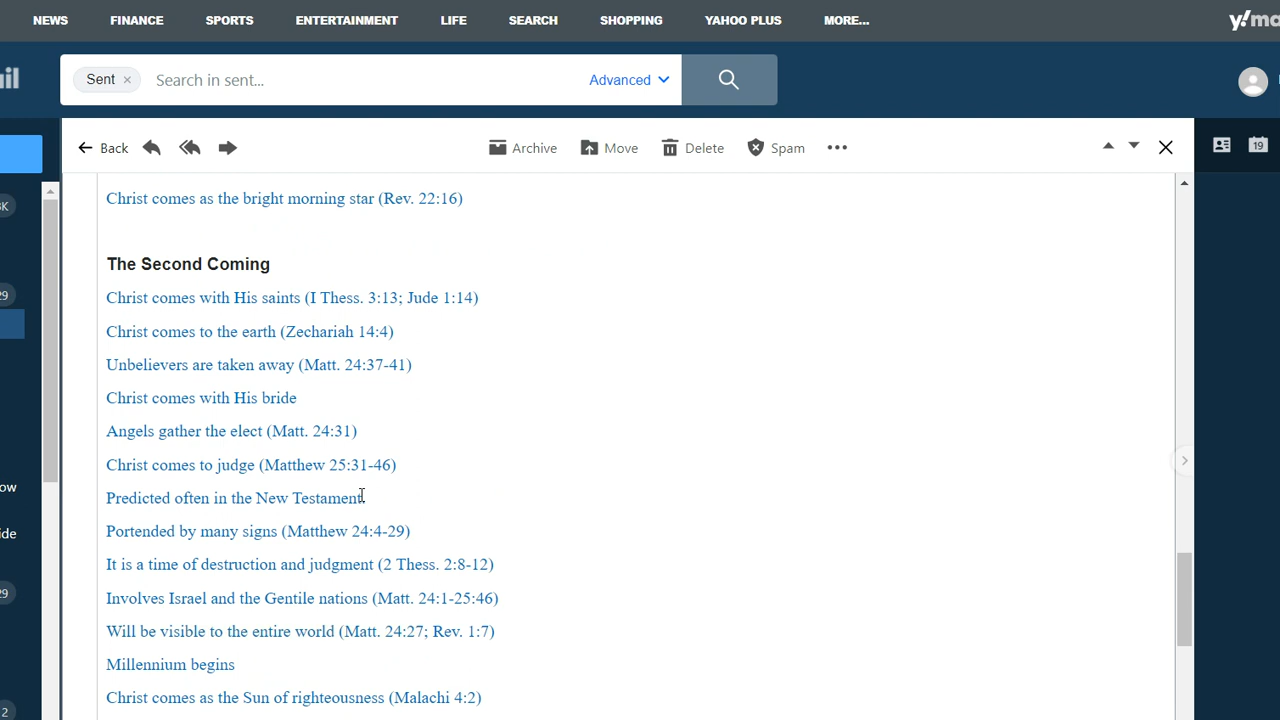 NEWS FINANCE SPORTS ENTERTAINMENT LIFE SEARCH SHOPPING YAHOO PLUS MORE...
Sent × Search in sent... Advanced
Back Archive Move Delete Spam 19
Christ comes as the bright morning star (Rev. 22:16)
The Second Coming
Christ comes with His saints (I Thess. 3:13; Jude 1:14)
Christ comes to the earth (Zechariah 14:4)
Unbelievers are taken away (Matt. 24:37-41)
Christ comes with His bride
Angels gather the elect (Matt. 24:31)
Christ comes to judge (Matthew 25:31-46)
Predicted often in the New Testament
Portended by many signs (Matthew 24:4-29)
It is a time of destruction and judgment (2 Thess. 2:8-12)
Involves Israel and the Gentile nations (Matt. 24:1-25:46)
Will be visible to the entire world (Matt. 24:27; Rev. 1:7)
Millennium begins
Christ comes as the Sun of righteousness (Malachi 4:2)